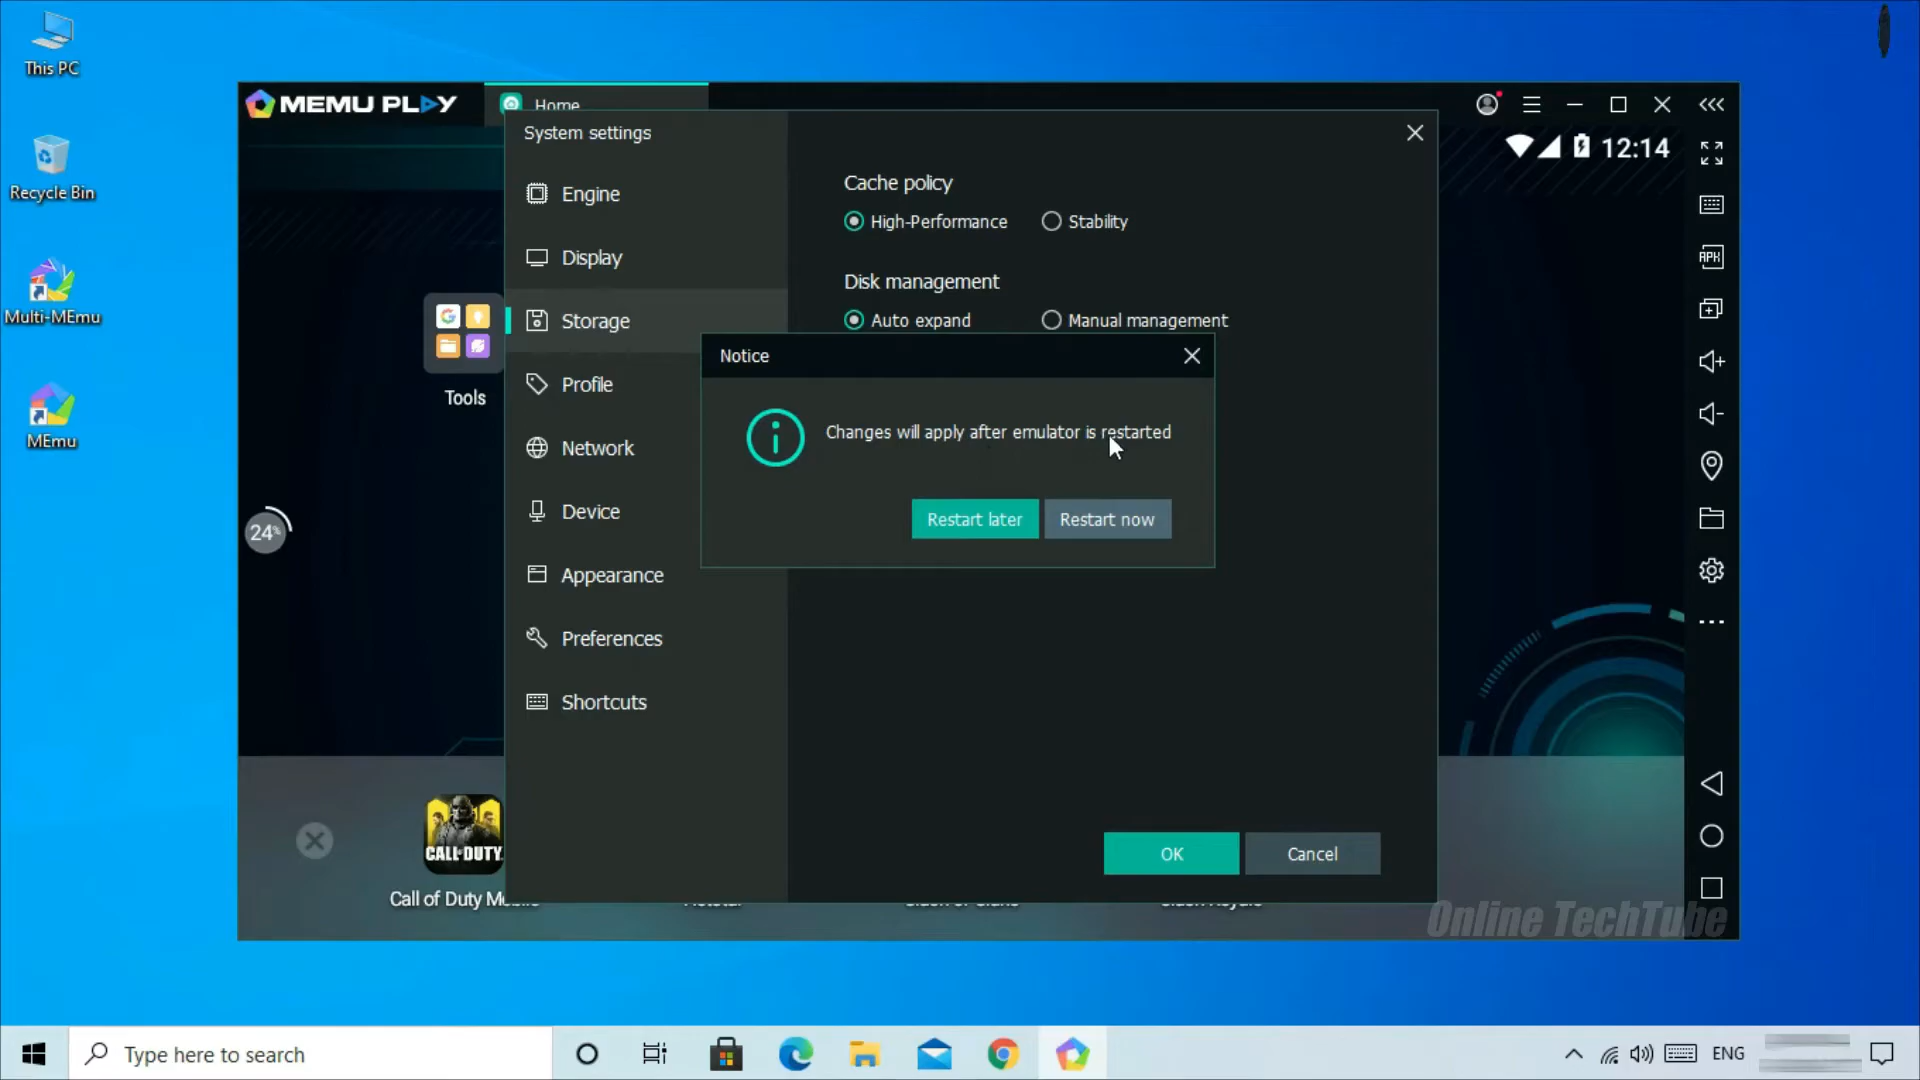 This PC
Recycle Bin
Multi-MEmu
MEmu
MEMU PLAY
Home
12:14
System settings
Engine
Display
Storage
Profile
Network
Device
Appearance
Preferences
Shortcuts
Cache policy
High-Performance
Stability
Disk management
Auto expand
Manual management
Notice
Changes will apply after emulator is restarted
Restart later
Restart now
OK
Cancel
Tools
24%
APK
CALL OF DUTY
Call of Duty Mobile
Online TechTube
Type here to search
ENG